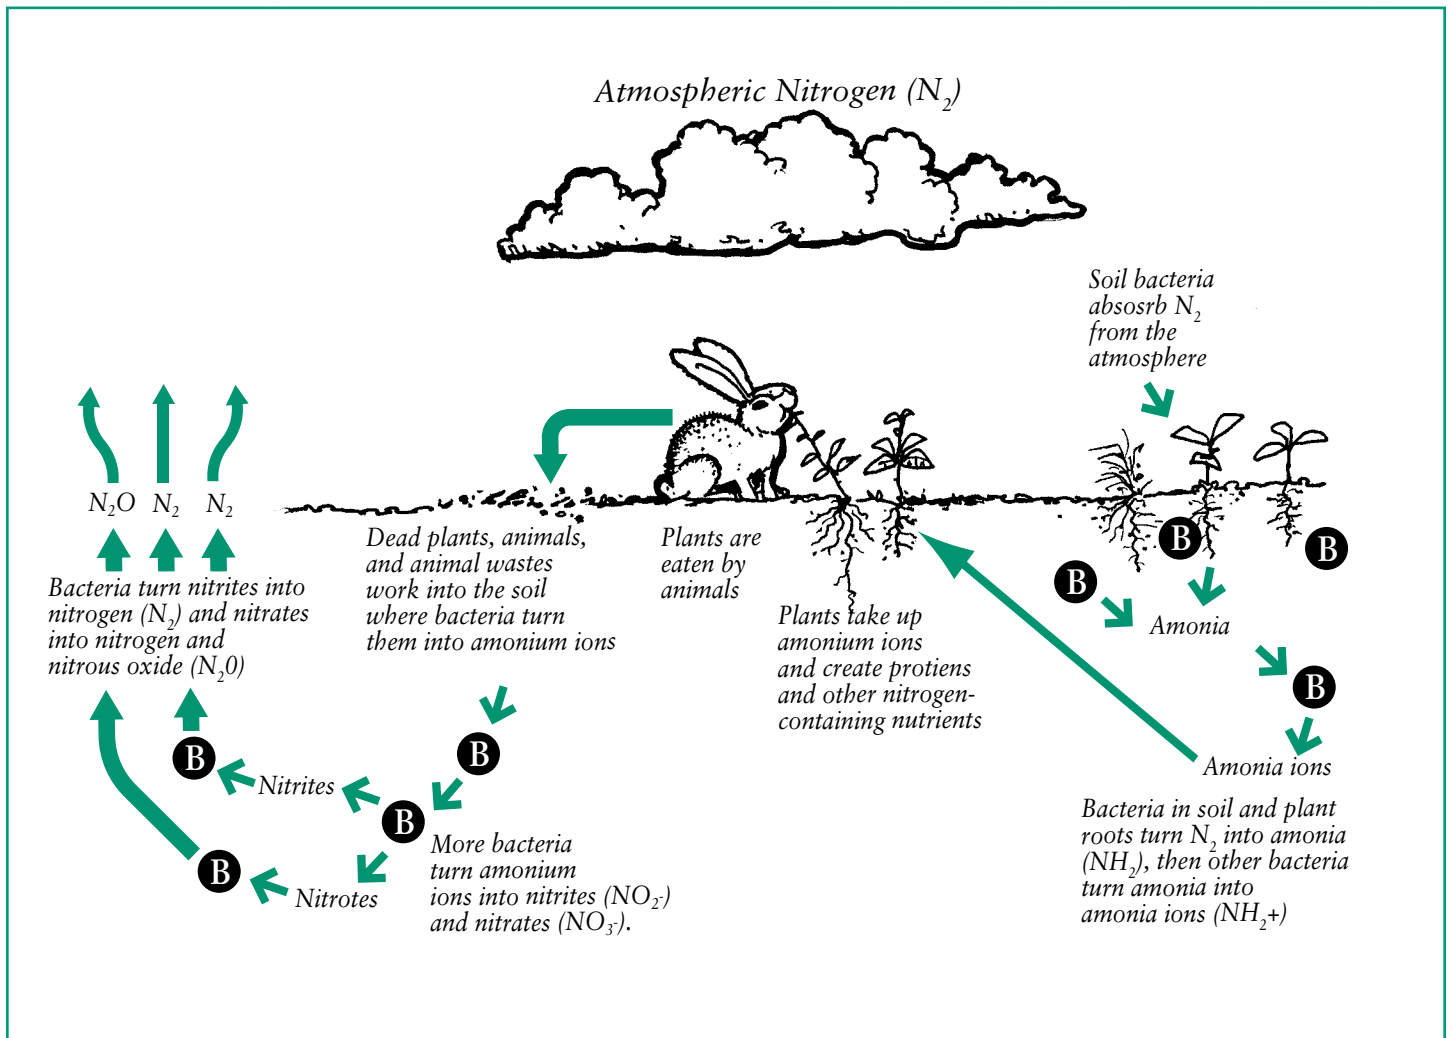 Atmospheric Nitrogen (N₂)
Soil bacteria
absosrb N₂
from the
atmosphere
N₂O N₂ N₂
Bacteria turn nitrites into
nitrogen (N₂) and nitrates
into nitrogen and
nitrous oxide (N₂0)
Dead plants, animals,
and animal wastes
work into the soil
where bacteria turn
them into amonium ions
Plants are
eaten by
animals
Plants take up
amonium ions
and create protiens
and other nitrogen-
containing nutrients
B
B
B
Amonia
B
Amonia ions
Bacteria in soil and plant
roots turn N₂ into amonia
(NH₂), then other bacteria
turn amonia into
amonia ions (NH₂+)
B
B
Nitrites
B
B
Nitrotes
More bacteria
turn amonium
ions into nitrites (NO₂-)
and nitrates (NO₃-).